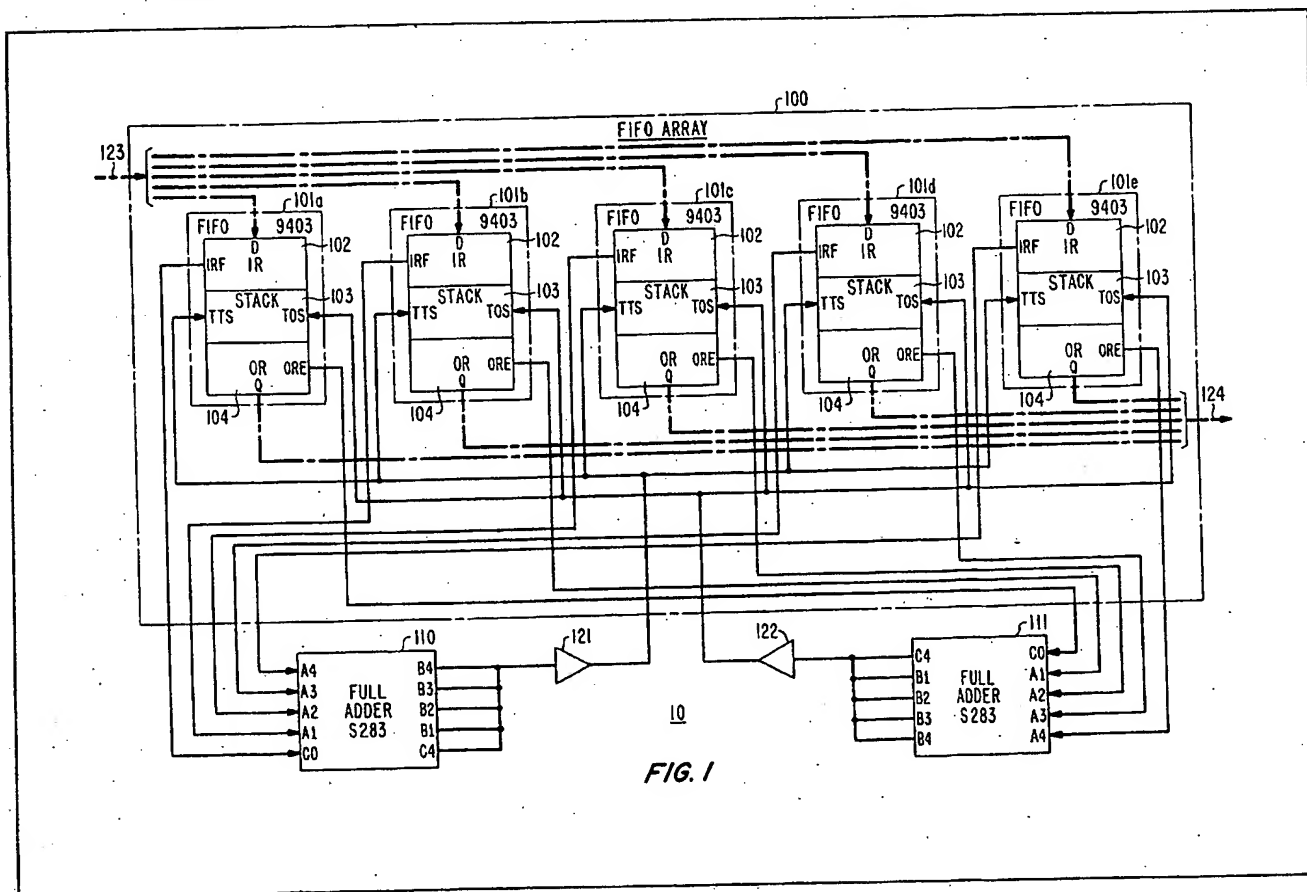 100
FIFO ARRAY
123
101a 101b 101c 101d 101e
FIFO 9403 FIFO 9403 FIFO 9403 FIFO 9403 FIFO 9403
D D D D D
102 102 102 102 102
IRF IR IRF IR IRF IR IRF IR IRF IR
STACK 103 STACK 103 STACK 103 STACK 103 STACK 103
TTS TOS TTS TOS TTS TOS TTS TOS TTS TOS
OR ORE OR ORE OR ORE OR ORE OR ORE
Q Q Q Q Q
104 104 104 104 104
124
110 121 122 111
A4 B4 C4 C0
A3 FULL B3 B1 FULL A1
A2 ADDER B2 B2 ADDER A2
A1 S283 B1 B3 S283 A3
C0 C4 B4 A4
10
FIG. 1